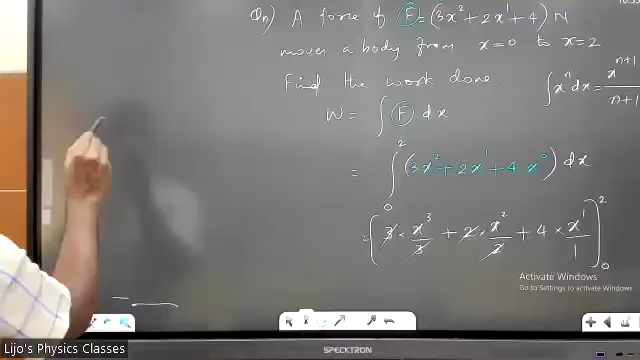 Qn) A force of F = (3x² + 2x¹ + 4) N
moves a body from x=0 to x=2.
Find the work done.
∫xⁿdx = xⁿ⁺¹/n+1
W = ∫ F dx
= ∫₀² (3x² + 2x¹ + 4x⁰) dx
= [3 × x³/3 + 2 × x²/2 + 4 × x¹/1]₀²
Activate Windows
Go to Settings to activate Windows.
Lijo's Physics Classes
SPECKTRON